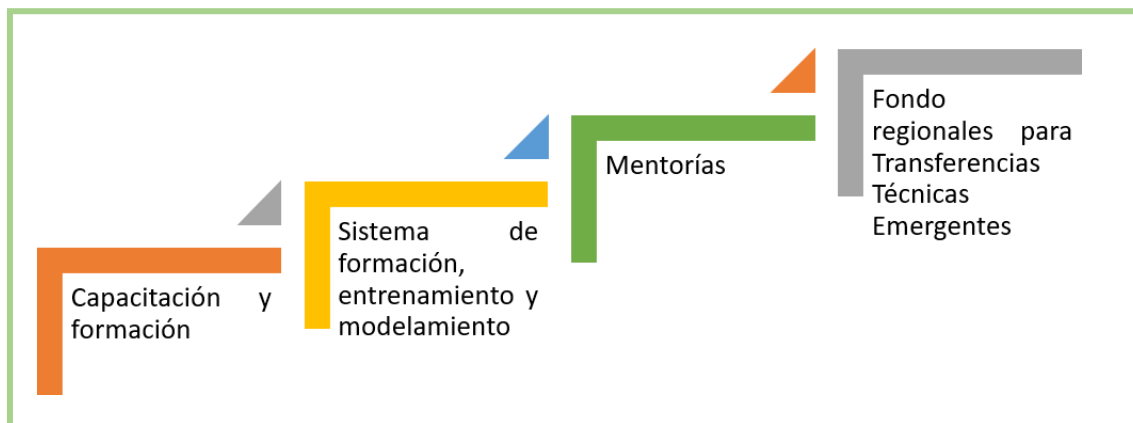 Capacitación y
formación
Sistema de
formación,
entrenamiento y
modelamiento
Mentorías
Fondo
regionales para
Transferencias
Técnicas
Emergentes